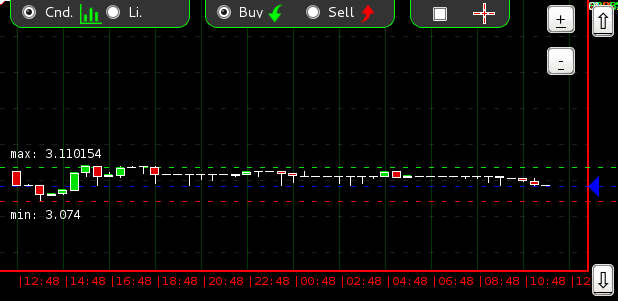 Cnd. Li. Buy Sell
+
-
max: 3.110154
min: 3.074
|12:48 |14:48 |16:48 |18:48 |20:48 |22:48 |00:48 |02:48 |04:48 |06:48 |08:48 |10:48 |12